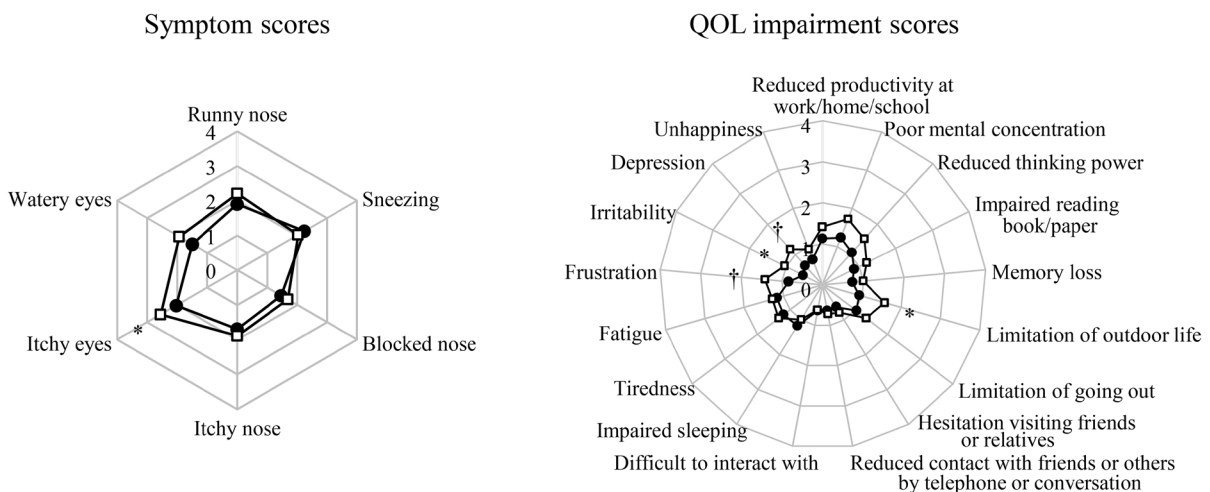 Symptom scores
QOL impairment scores
Runny nose
4
3
2
1
0
Sneezing
Blocked nose
Itchy nose
Itchy eyes
*
Watery eyes
Reduced productivity at
work/home/school
4
3
2
1
0
Poor mental concentration
Reduced thinking power
Impaired reading
book/paper
Memory loss
*
Limitation of outdoor life
Limitation of going out
Hesitation visiting friends
or relatives
Reduced contact with friends or others
by telephone or conversation
Difficult to interact with
Impaired sleeping
Tiredness
Fatigue
Frustration
†
Irritability
*
Depression
†
Unhappiness